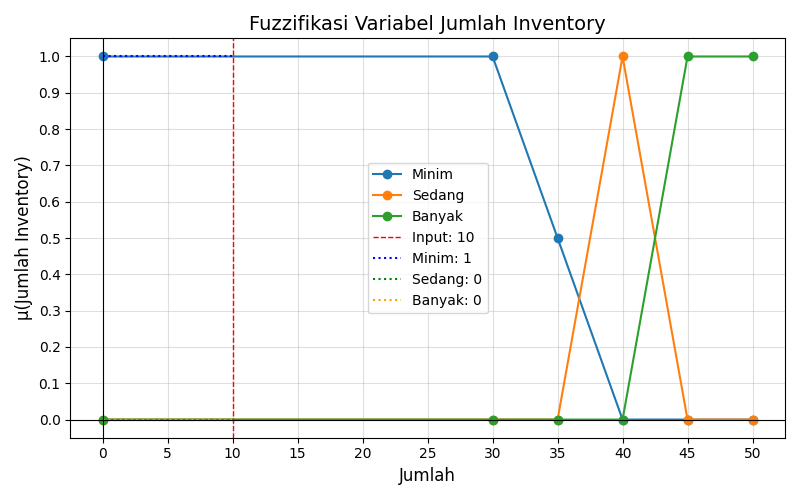 Fuzzifikasi Variabel Jumlah Inventory
μ(Jumlah Inventory)
1.0
0.9
0.8
0.7
0.6
0.5
0.4
0.3
0.2
0.1
0.0
Minim
Sedang
Banyak
Input: 10
Minim: 1
Sedang: 0
Banyak: 0
0 5 10 15 20 25 30 35 40 45 50
Jumlah